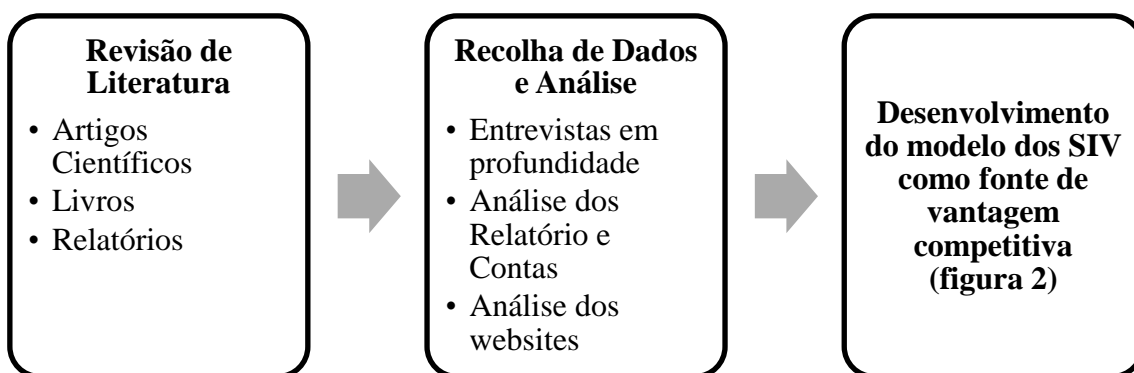 Revisão de
Literatura
• Artigos
Científicos
• Livros
• Relatórios
Recolha de Dados
e Análise
• Entrevistas em
profundidade
• Análise dos
Relatório e
Contas
• Análise dos
websites
Desenvolvimento
do modelo dos SIV
como fonte de
vantagem
competitiva
(figura 2)